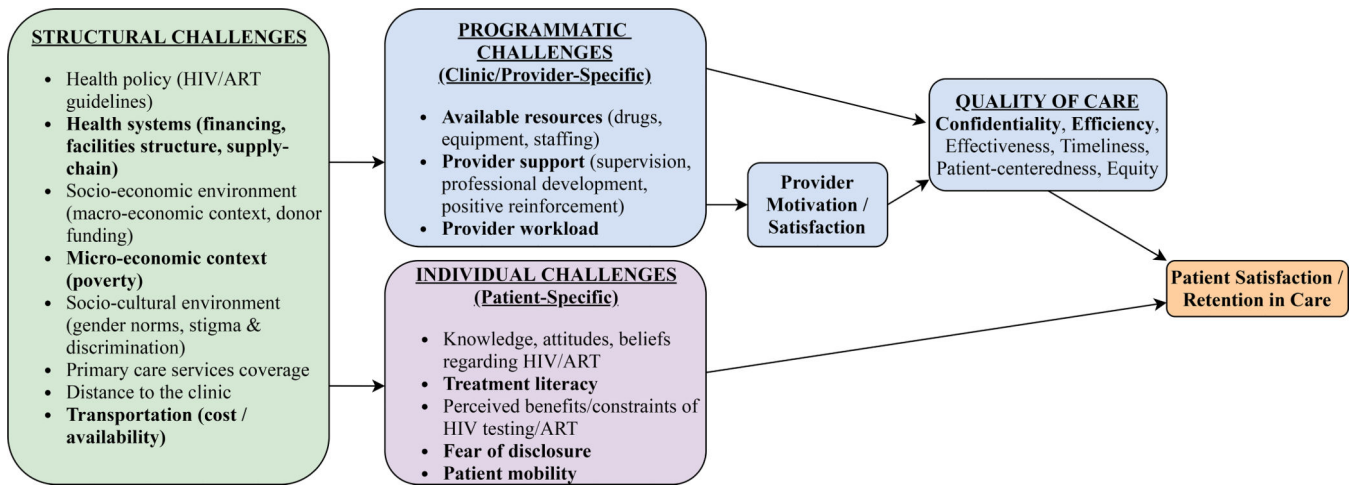 STRUCTURAL CHALLENGES
• Health policy (HIV/ART
guidelines)
• Health systems (financing,
facilities structure, supply-
chain)
• Socio-economic environment
(macro-economic context, donor
funding)
• Micro-economic context
(poverty)
• Socio-cultural environment
(gender norms, stigma &
discrimination)
• Primary care services coverage
• Distance to the clinic
• Transportation (cost /
availability)
PROGRAMMATIC
CHALLENGES
(Clinic/Provider-Specific)
• Available resources (drugs,
equipment, staffing)
• Provider support (supervision,
professional development,
positive reinforcement)
• Provider workload
INDIVIDUAL CHALLENGES
(Patient-Specific)
• Knowledge, attitudes, beliefs
regarding HIV/ART
• Treatment literacy
• Perceived benefits/constraints of
HIV testing/ART
• Fear of disclosure
• Patient mobility
Provider
Motivation /
Satisfaction
QUALITY OF CARE
Confidentiality, Efficiency,
Effectiveness, Timeliness,
Patient-centeredness, Equity
Patient Satisfaction /
Retention in Care